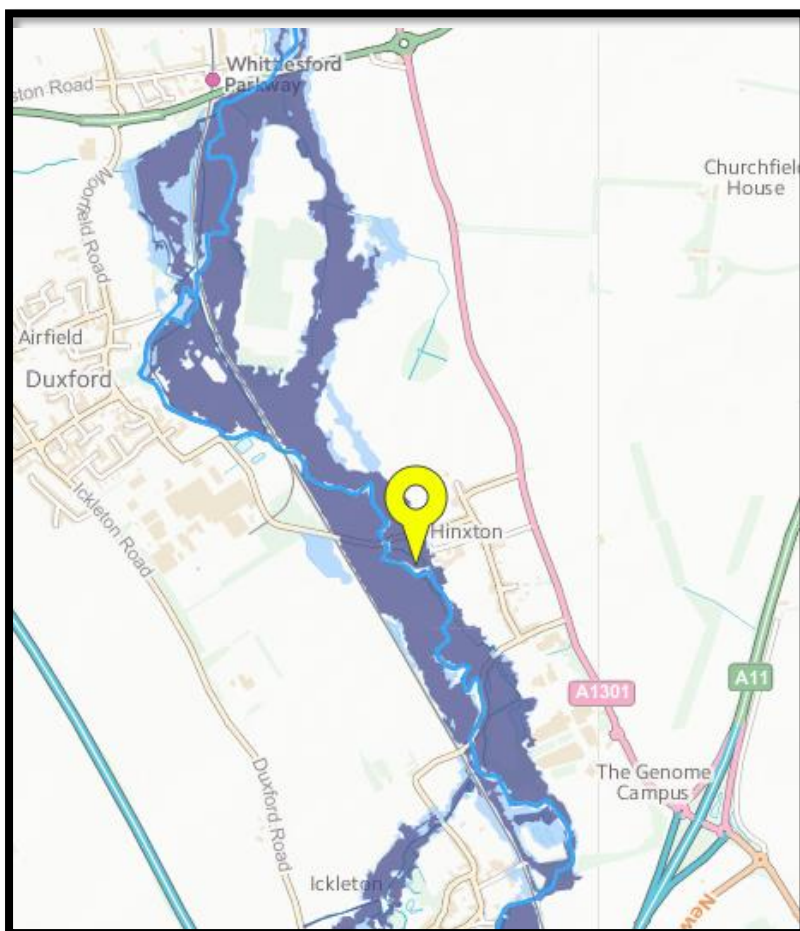 Whittlesford
Parkway
ston Road
Moorfield Road
Churchfield
House
Airfield
Duxford
Ickleton Road
Hinxton
A11
A1301
The Genome
Campus
Duxford Road
Ickleton
New